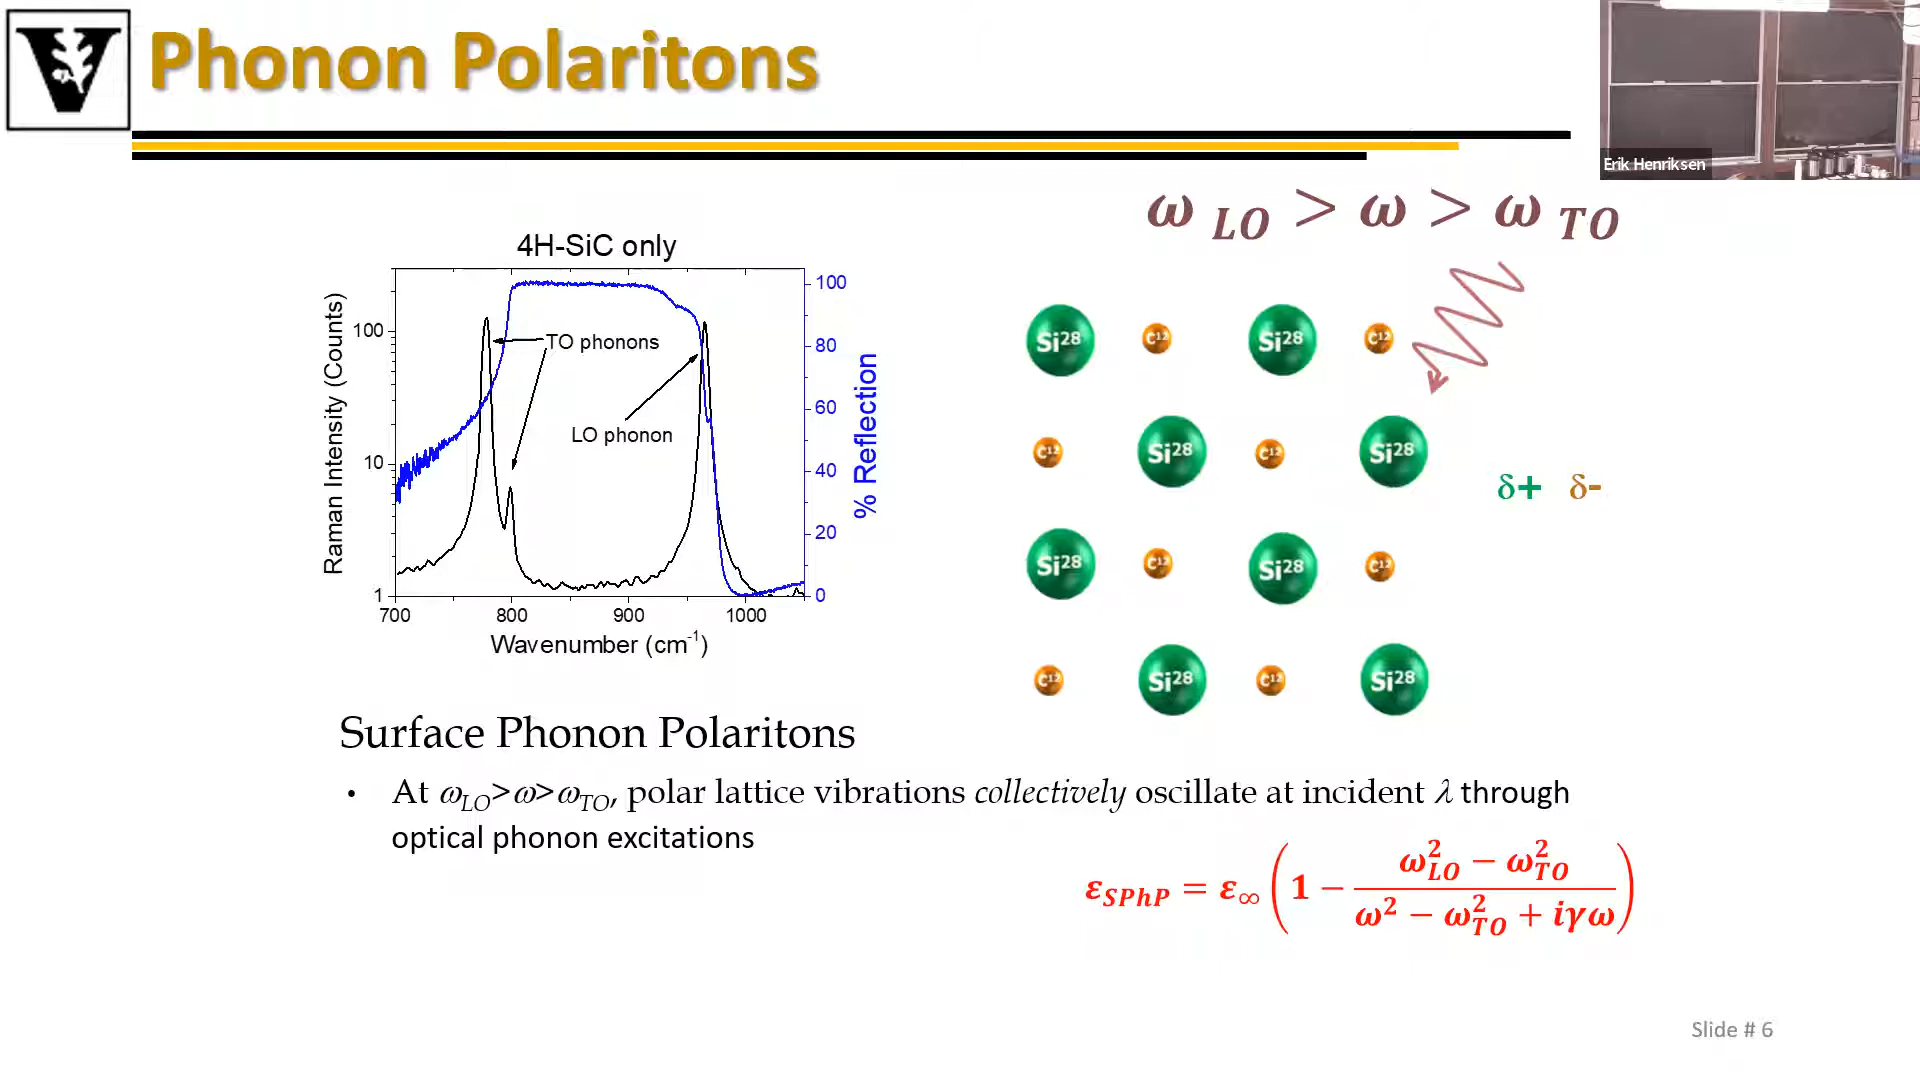 V
Phonon Polaritons
Erik Henriksen
ω LO > ω > ω TO
4H-SiC only
Raman Intensity (Counts)
100
10
1
TO phonons
LO phonon
100
80
60
40
20
0
% Reflection
700 800 900 1000
Wavenumber (cm⁻¹)
Si²⁸ C¹² Si²⁸ C¹²
C¹² Si²⁸ C¹² Si²⁸
δ+ δ-
Si²⁸ C¹² Si²⁸ C¹²
C¹² Si²⁸ C¹² Si²⁸
Surface Phonon Polaritons
• At ωLO>ω>ωTO, polar lattice vibrations collectively oscillate at incident λ through
optical phonon excitations
εSPhP = ε∞ (1 − (ω²LO − ω²TO) / (ω² − ω²TO + iγω))
Slide # 6